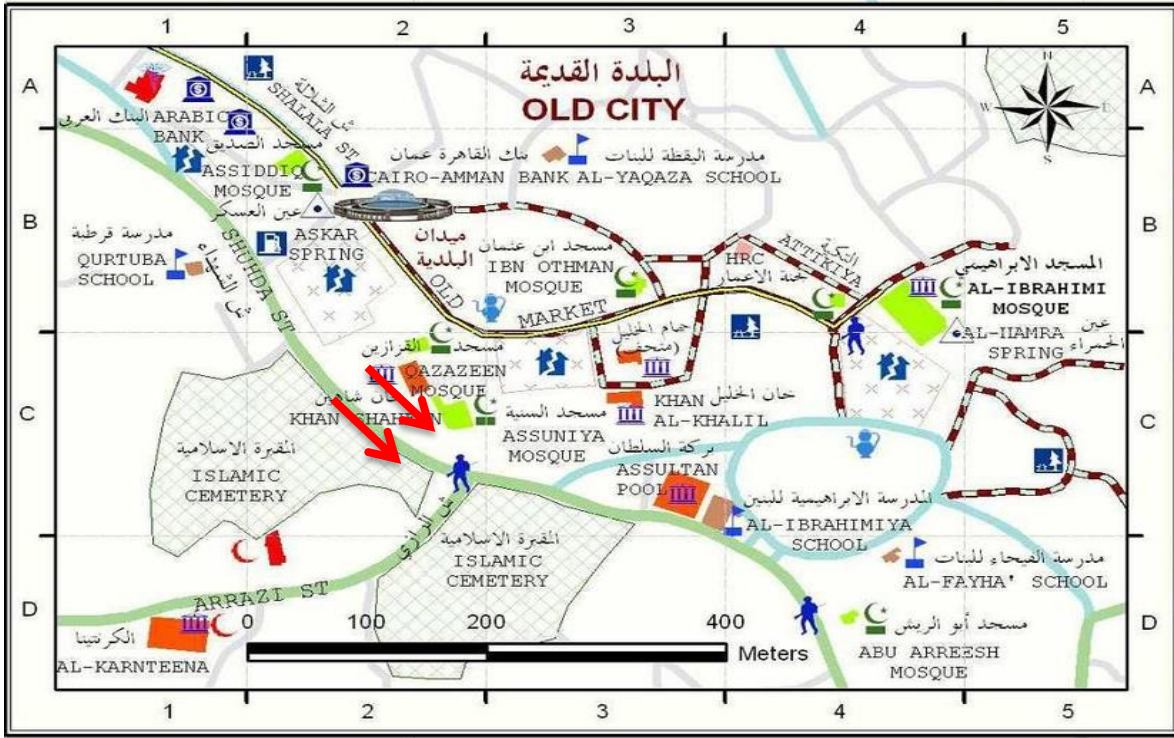 1 2 3 4 5
A
البلدة القديمة
OLD CITY
N
W E
S
A
ش الشلالة
SHALALA ST
البنك العربي
ARABIC
BANK
مسجد الصديق
ASSIDDIQ
MOSQUE
بنك القاهرة عمان
CAIRO-AMMAN BANK
مدرسة اليقظة للبنات
AL-YAQAZA SCHOOL
B
عين العسكر
ASKAR
SPRING
مدرسة قرطبة
QURTUBA
SCHOOL
ش الشهداء
SHUHDA ST
ميدان
البلدية
مسجد ابن عثمان
IBN OTHMAN
MOSQUE
OLD
MARKET
HRC
لجنة الاعمار
التكية
ATTIKIYA
المسجد الابراهيمي
AL-IBRAHIMI
MOSQUE
B
عين
الحمراء
AL-HAMRA
SPRING
مسجد القزازين
QAZAZEEN
MOSQUE
حمام الخليل
(متحف)
C
خان شاهين
KHAN
خان الخليل
KHAN
AL-KHALIL
مسجد السنية
ASSUNIYA
MOSQUE
بركة السلطان
ASSULTAN
POOL
C
المقبرة الاسلامية
ISLAMIC
CEMETERY
المدرسة الابراهيمية للبنين
AL-IBRAHIMIYA
SCHOOL
ش الرازي
ARRAZI ST
المقبرة الاسلامية
ISLAMIC
CEMETERY
مدرسة الفيحاء للبنات
AL-FAYHA' SCHOOL
D
الكرنتينا
AL-KARNTEENA
0 200 400
Meters
مسجد أبو الريش
ABU ARREESH
MOSQUE
D
1 2 3 4 5